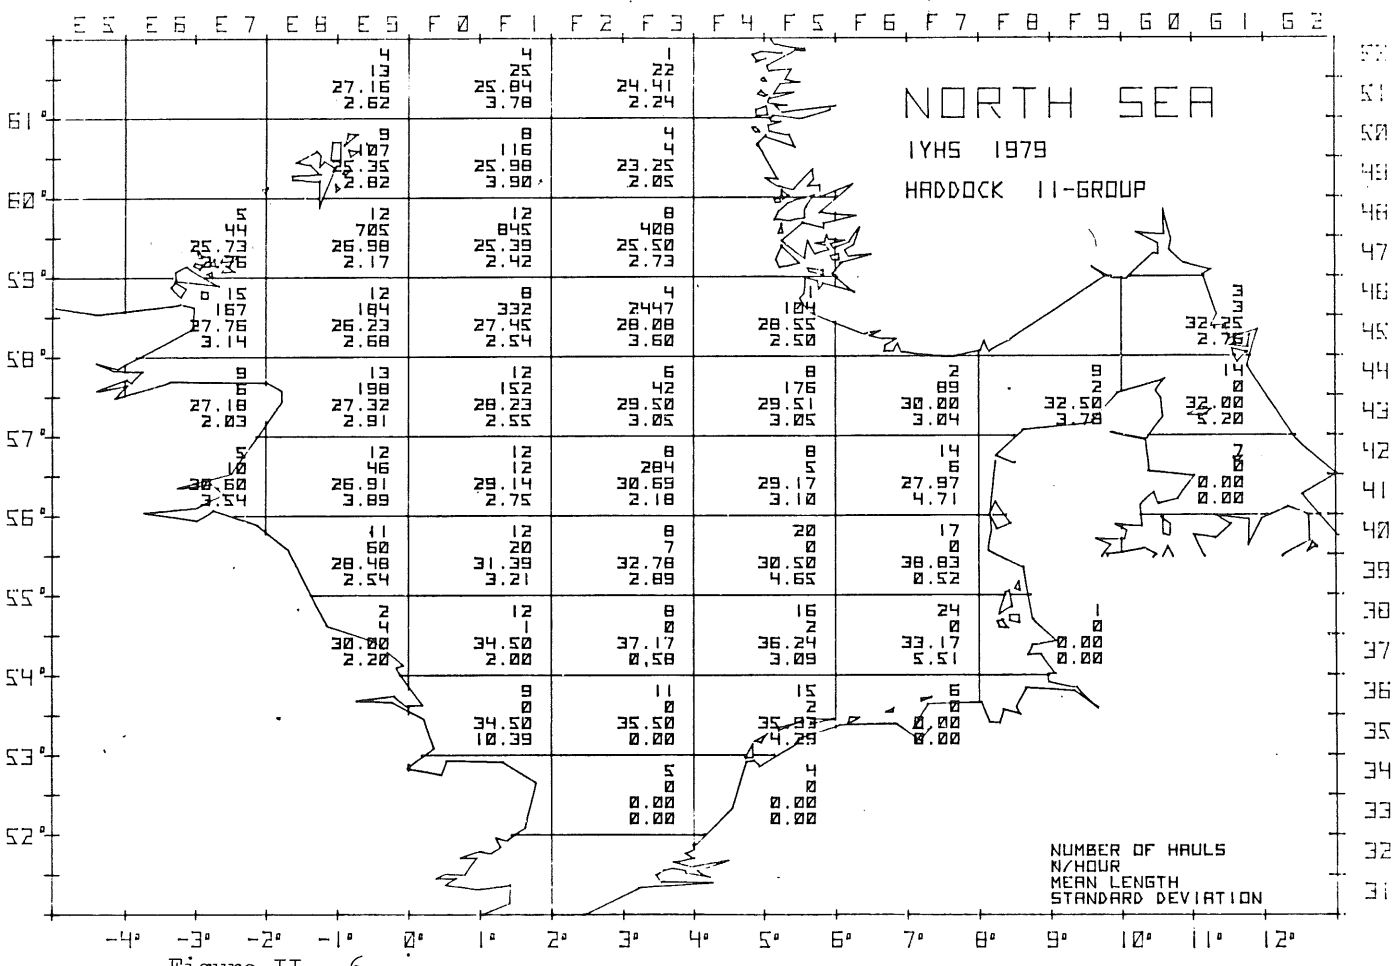 E5 E6 E7 E8 E9 F0 F1 F2 F3 F4 F5 F6 F7 F8 F9 G0 G1 G2
NORTH SEA
IYHS 1979
HADDOCK II-GROUP
4 4 1
13 25 22
27.16 25.84 24.41
2.62 3.78 2.24
61°
9 8 4
107 116 4
25.35 25.98 23.25
2.82 3.90 2.05
60°
5 12 12 8
44 705 845 408
25.73 26.98 25.39 25.50
2.76 2.17 2.42 2.73
59°
15 12 8 4 1 3
167 184 332 2447 104 3
27.76 26.23 27.45 28.08 28.55 32.25
3.14 2.68 2.54 3.60 2.50 2.76
58°
9 13 12 6 8 2 9 14
6 198 152 42 176 89 2 0
27.18 27.32 28.23 29.50 29.51 30.00 32.50 32.00
2.03 2.91 2.55 3.05 3.05 3.04 3.78 5.20
57°
5 12 12 8 8 14 7
10 46 12 284 5 6 0
30.60 26.91 29.14 30.69 29.17 27.97 0.00
3.54 3.89 2.75 2.18 3.10 4.71 0.00
56°
11 12 8 20 17
60 20 7 0 0
28.48 31.39 32.78 30.50 38.83
2.54 3.21 2.89 4.65 0.52
55°
2 12 8 16 24 1
4 1 0 2 0 0
30.00 34.50 37.17 36.24 33.17 0.00
2.20 2.00 0.58 3.09 5.51 0.00
54°
9 11 15 6
0 0 2 0
34.50 35.50 35.93 0.00
10.39 0.00 4.29 0.00
53°
5 4
0 0
0.00 0.00
0.00 0.00
52°
NUMBER OF HAULS
N/HOUR
MEAN LENGTH
STANDARD DEVIATION
52
51
50
49
48
47
46
45
44
43
42
41
40
39
38
37
36
35
34
33
32
31
-4° -3° -2° -1° 0° 1° 2° 3° 4° 5° 6° 7° 8° 9° 10° 11° 12°
Figure II 6